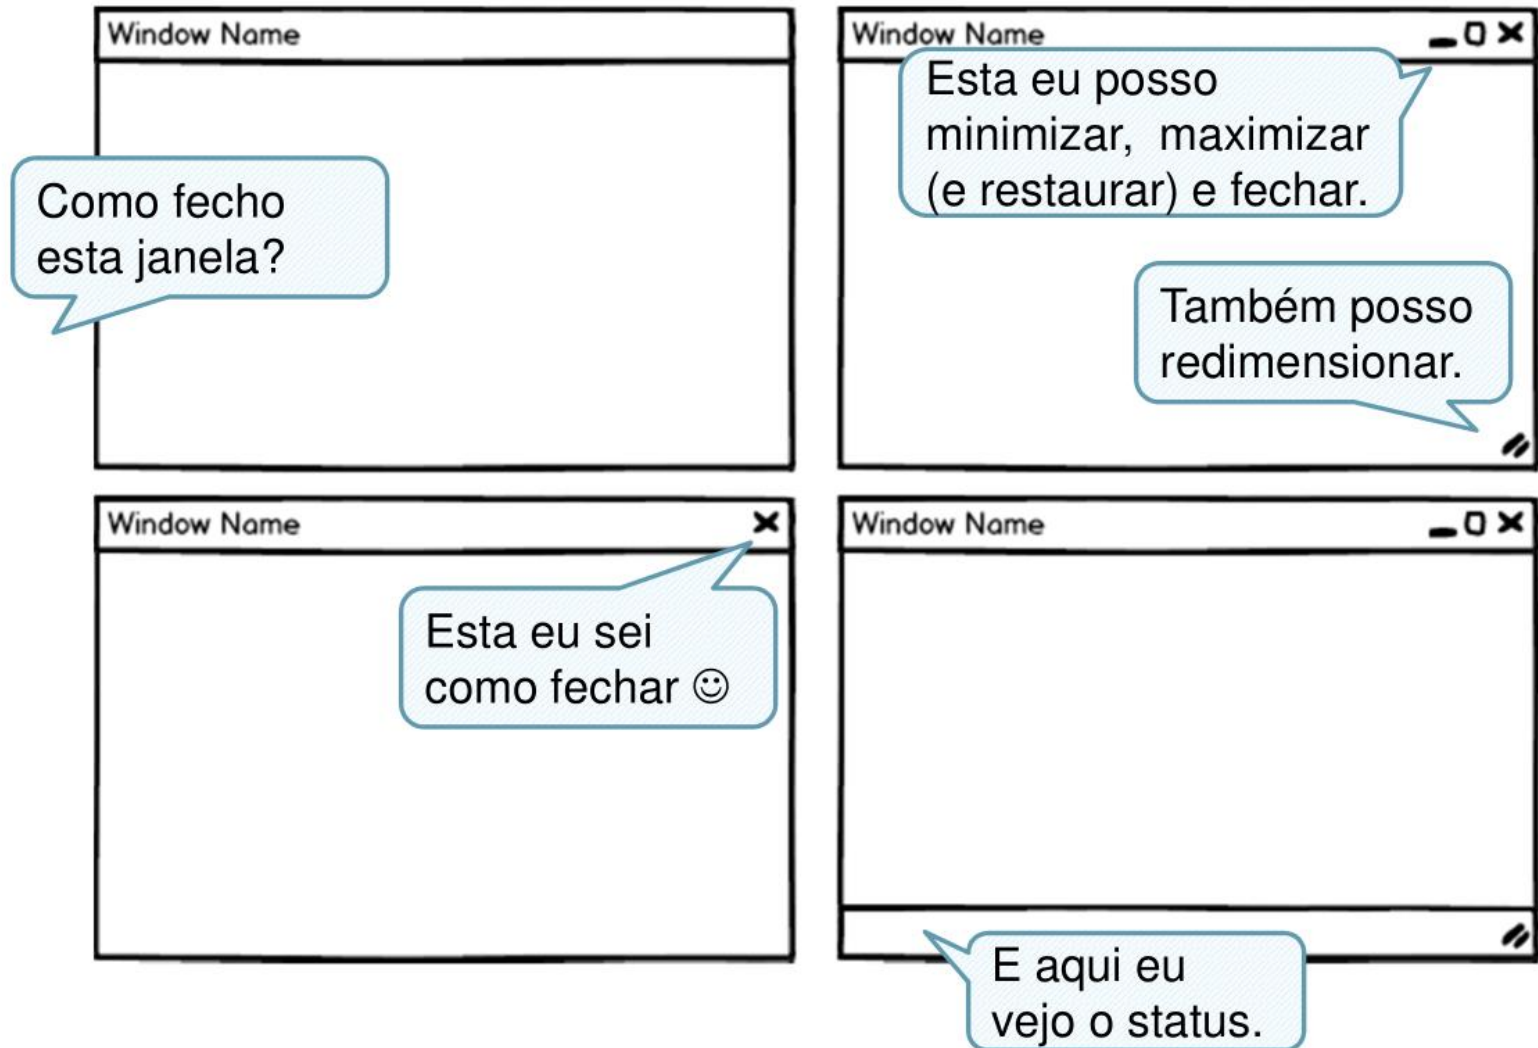 Window Name
Como fecho
esta janela?
Window Name
Esta eu posso
minimizar, maximizar
(e restaurar) e fechar.
Também posso
redimensionar.
Window Name
Esta eu sei
como fechar ☺
Window Name
E aqui eu
vejo o status.